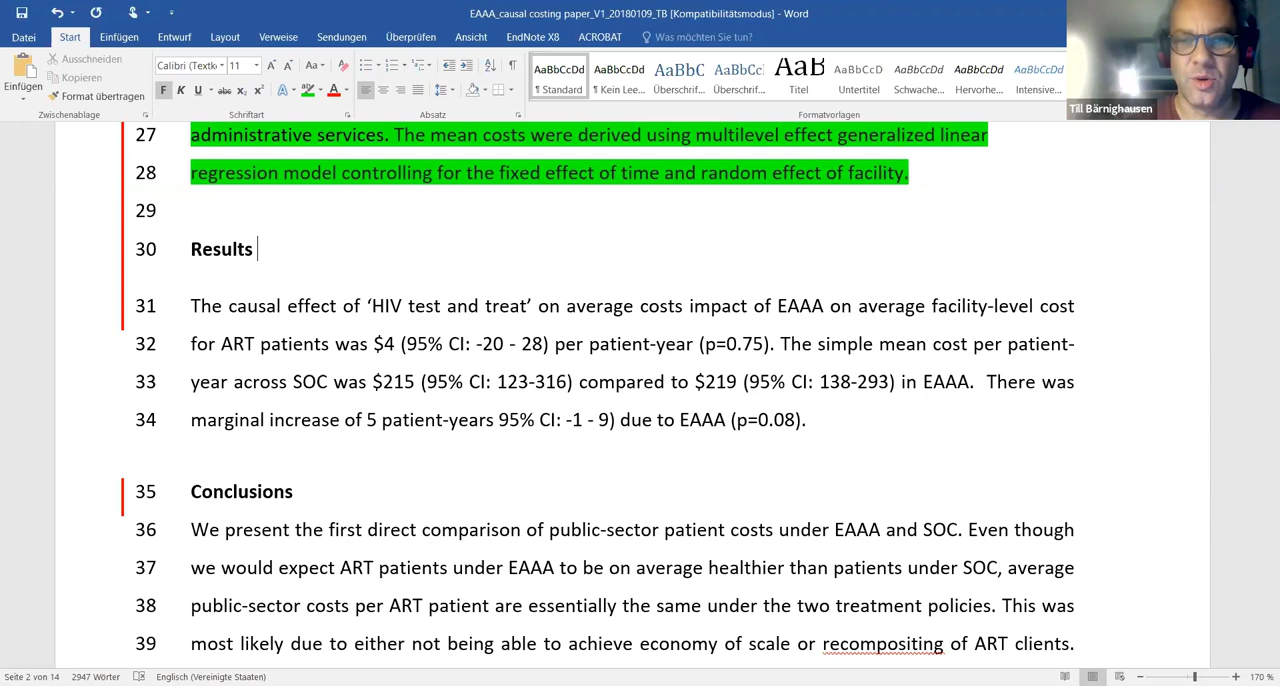 EAAA_causal costing paper_V1_20180109_TB [Kompatibilitätsmodus] - Word
Datei Start Einfügen Entwurf Layout Verweise Sendungen Überprüfen Ansicht EndNote X8 ACROBAT Was möchten Sie tun?
Einfügen
Ausschneiden
Kopieren
Format übertragen
Zwischenablage
Calibri (Textk 11
F K U abc x₂ x²
Schriftart
Absatz
AaBbCcDd AaBbCcDd AaBbC AaBbCc AaB AaBbCcD AaBbCcDd AaBbCcDd AaBbCcDd
¶ Standard ¶ Kein Lee... Überschrif... Überschrif... Titel Untertitel Schwache... Hervorhe... Intensive...
Formatvorlagen
Till Bärnighausen
27 administrative services. The mean costs were derived using multilevel effect generalized linear
28 regression model controlling for the fixed effect of time and random effect of facility.
29
30 Results
31 The causal effect of ‘HIV test and treat’ on average costs impact of EAAA on average facility-level cost
32 for ART patients was $4 (95% CI: -20 - 28) per patient-year (p=0.75). The simple mean cost per patient-
33 year across SOC was $215 (95% CI: 123-316) compared to $219 (95% CI: 138-293) in EAAA. There was
34 marginal increase of 5 patient-years 95% CI: -1 - 9) due to EAAA (p=0.08).
35 Conclusions
36 We present the first direct comparison of public-sector patient costs under EAAA and SOC. Even though
37 we would expect ART patients under EAAA to be on average healthier than patients under SOC, average
38 public-sector costs per ART patient are essentially the same under the two treatment policies. This was
39 most likely due to either not being able to achieve economy of scale or recompositing of ART clients.
Seite 2 von 14 2947 Wörter Englisch (Vereinigte Staaten) 170 %